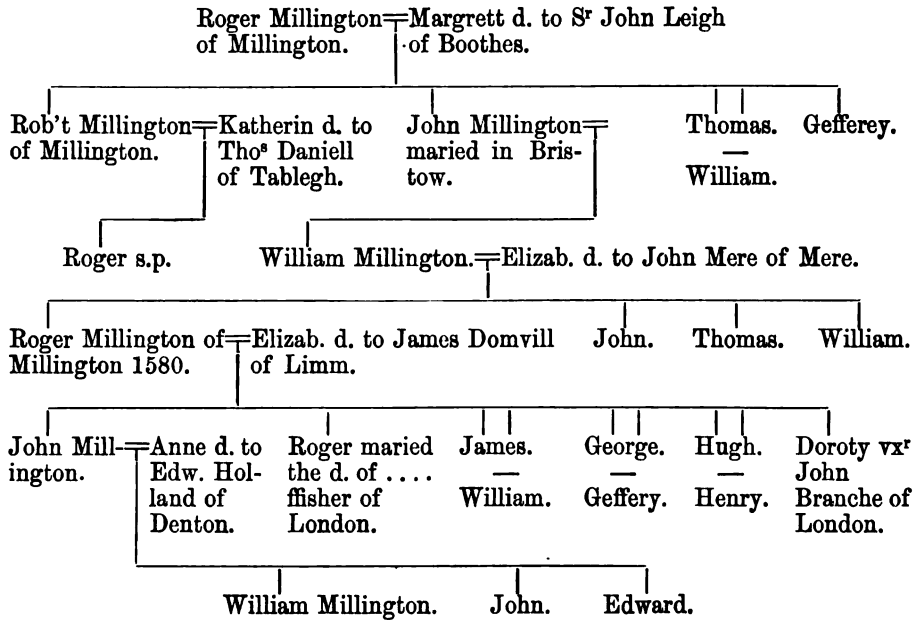 Roger Millington Margrett d. to Sʳ John Leigh
of Millington. of Boothes.
Rob't Millington Katherin d. to John Millington Thomas. Gefferey.
of Millington. Thoˢ Daniell maried in Bris-
of Tablegh. tow. William.
Roger s.p. William Millington. Elizab. d. to John Mere of Mere.
Roger Millington of Elizab. d. to James Domvill John. Thomas. William.
Millington 1580. of Limm.
John Mill- Anne d. to Roger maried James. George. Hugh. Doroty vxʳ
ington. Edw. Hol- the d. of .... John
land of ffisher of William. Geffery. Henry. Branche of
Denton. London. London.
William Millington. John. Edward.